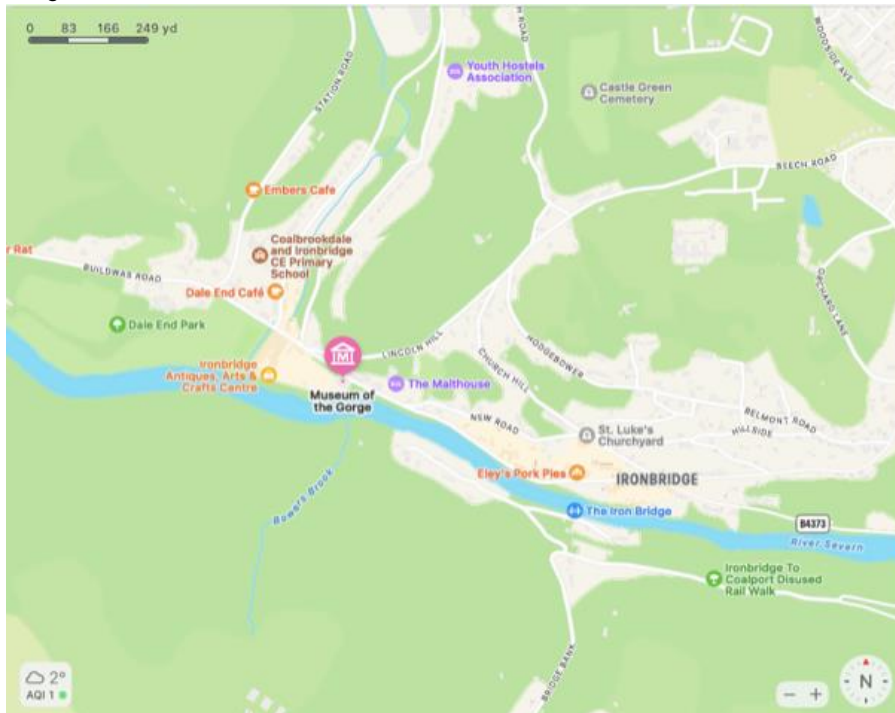 0 83 166 249 yd
STATION ROAD
ROAD
WOODSIDE AVE
Youth Hostels
Association
Castle Green
Cemetery
BEECH ROAD
Embers Cafe
Coalbrookdale
and Ironbridge
CE Primary
School
r Rat
BUILDWAS ROAD
Dale End Café
ORCHARD LANE
Dale End Park
LINCOLN HILL
HODGEBOWER
CHURCH HILL
Ironbridge
Antiques, Arts &
Crafts Centre
M
Museum of
the Gorge
The Malthouse
NEW ROAD
BELMONT ROAD
HILLSIDE
St. Luke's
Churchyard
Eley's Pork Pies
IRONBRIDGE
Bowers Brook
The Iron Bridge
B4373
River Severn
Ironbridge To
Coalport Disused
Rail Walk
BRIDGE BANK
2°
AQI 1
N